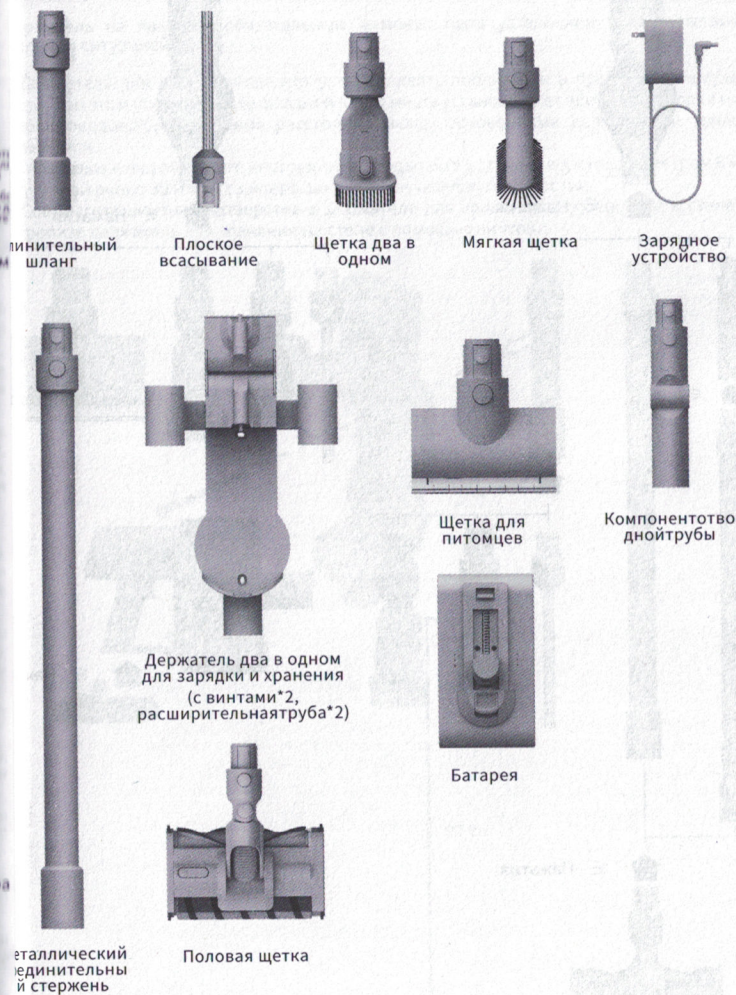 линительный
шланг
Плоское
всасывание
Щетка два в
одном
Мягкая щетка
Зарядное
устройство
Щетка для
питомцев
Компонентотво
днойтрубы
Держатель два в одном
для зарядки и хранения
(с винтами*2,
расширительнаятруба*2)
Батарея
еталлический
единительны
й стержень
Половая щетка